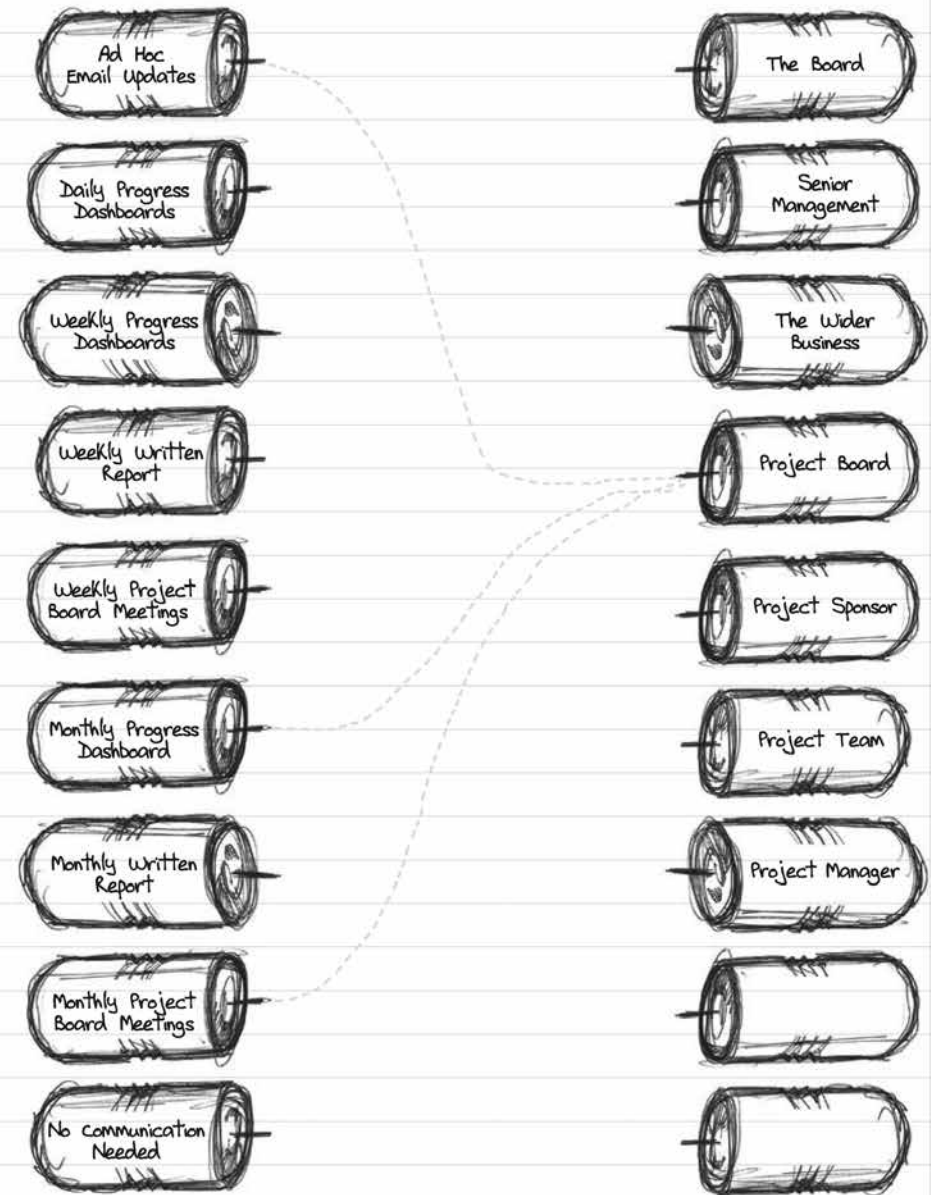 Ad Hoc
Email Updates
Daily Progress
Dashboards
Weekly Progress
Dashboards
Weekly Written
Report
Weekly Project
Board Meetings
Monthly Progress
Dashboard
Monthly Written
Report
Monthly Project
Board Meetings
No Communication
Needed
The Board
Senior
Management
The Wider
Business
Project Board
Project Sponsor
Project Team
Project Manager